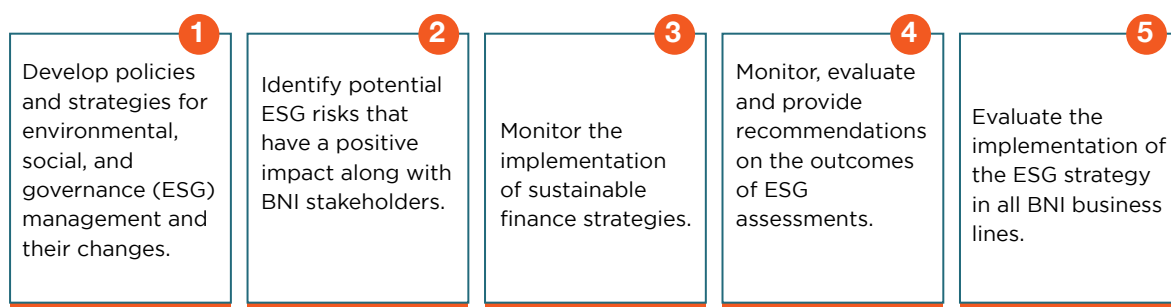 1
Develop policies
and strategies for
environmental,
social, and
governance (ESG)
management and
their changes.
2
Identify potential
ESG risks that
have a positive
impact along with
BNI stakeholders.
3
Monitor the
implementation
of sustainable
finance strategies.
4
Monitor, evaluate
and provide
recommendations
on the outcomes
of ESG
assessments.
5
Evaluate the
implementation of
the ESG strategy
in all BNI business
lines.